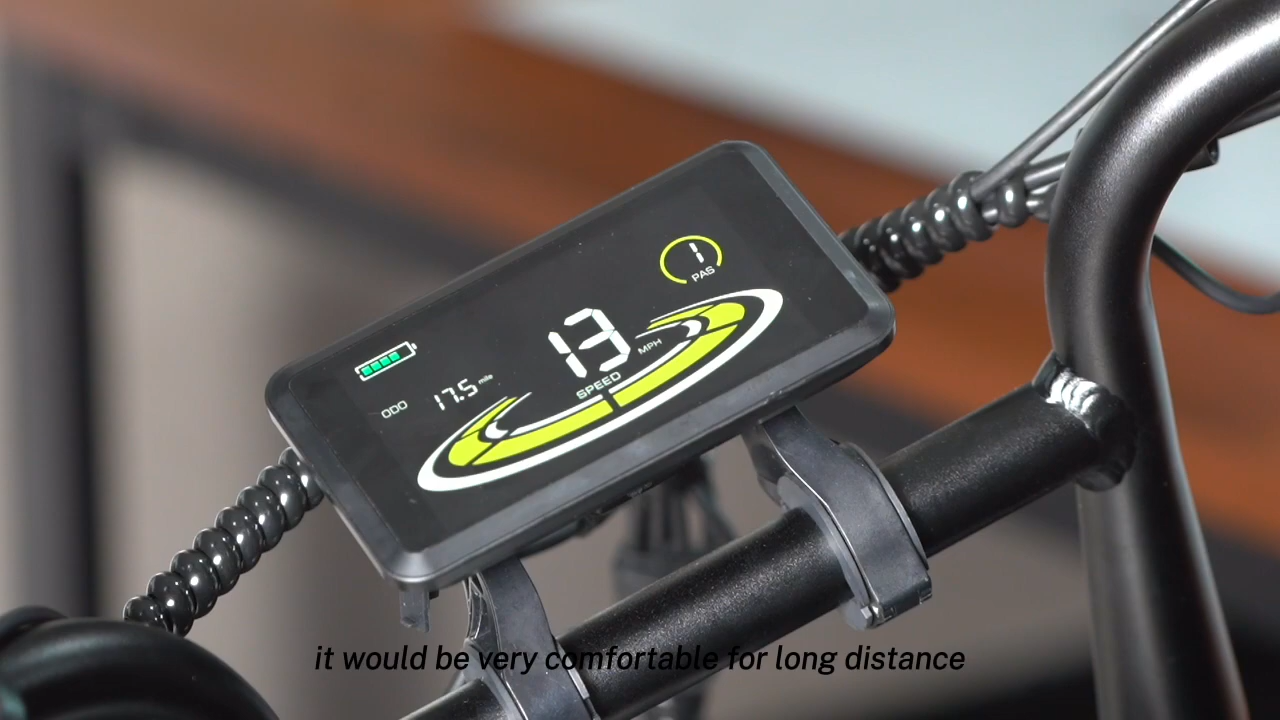 1
PAS
13
MPH
SPEED
ODO
17.5 mile
it would be very comfortable for long distance